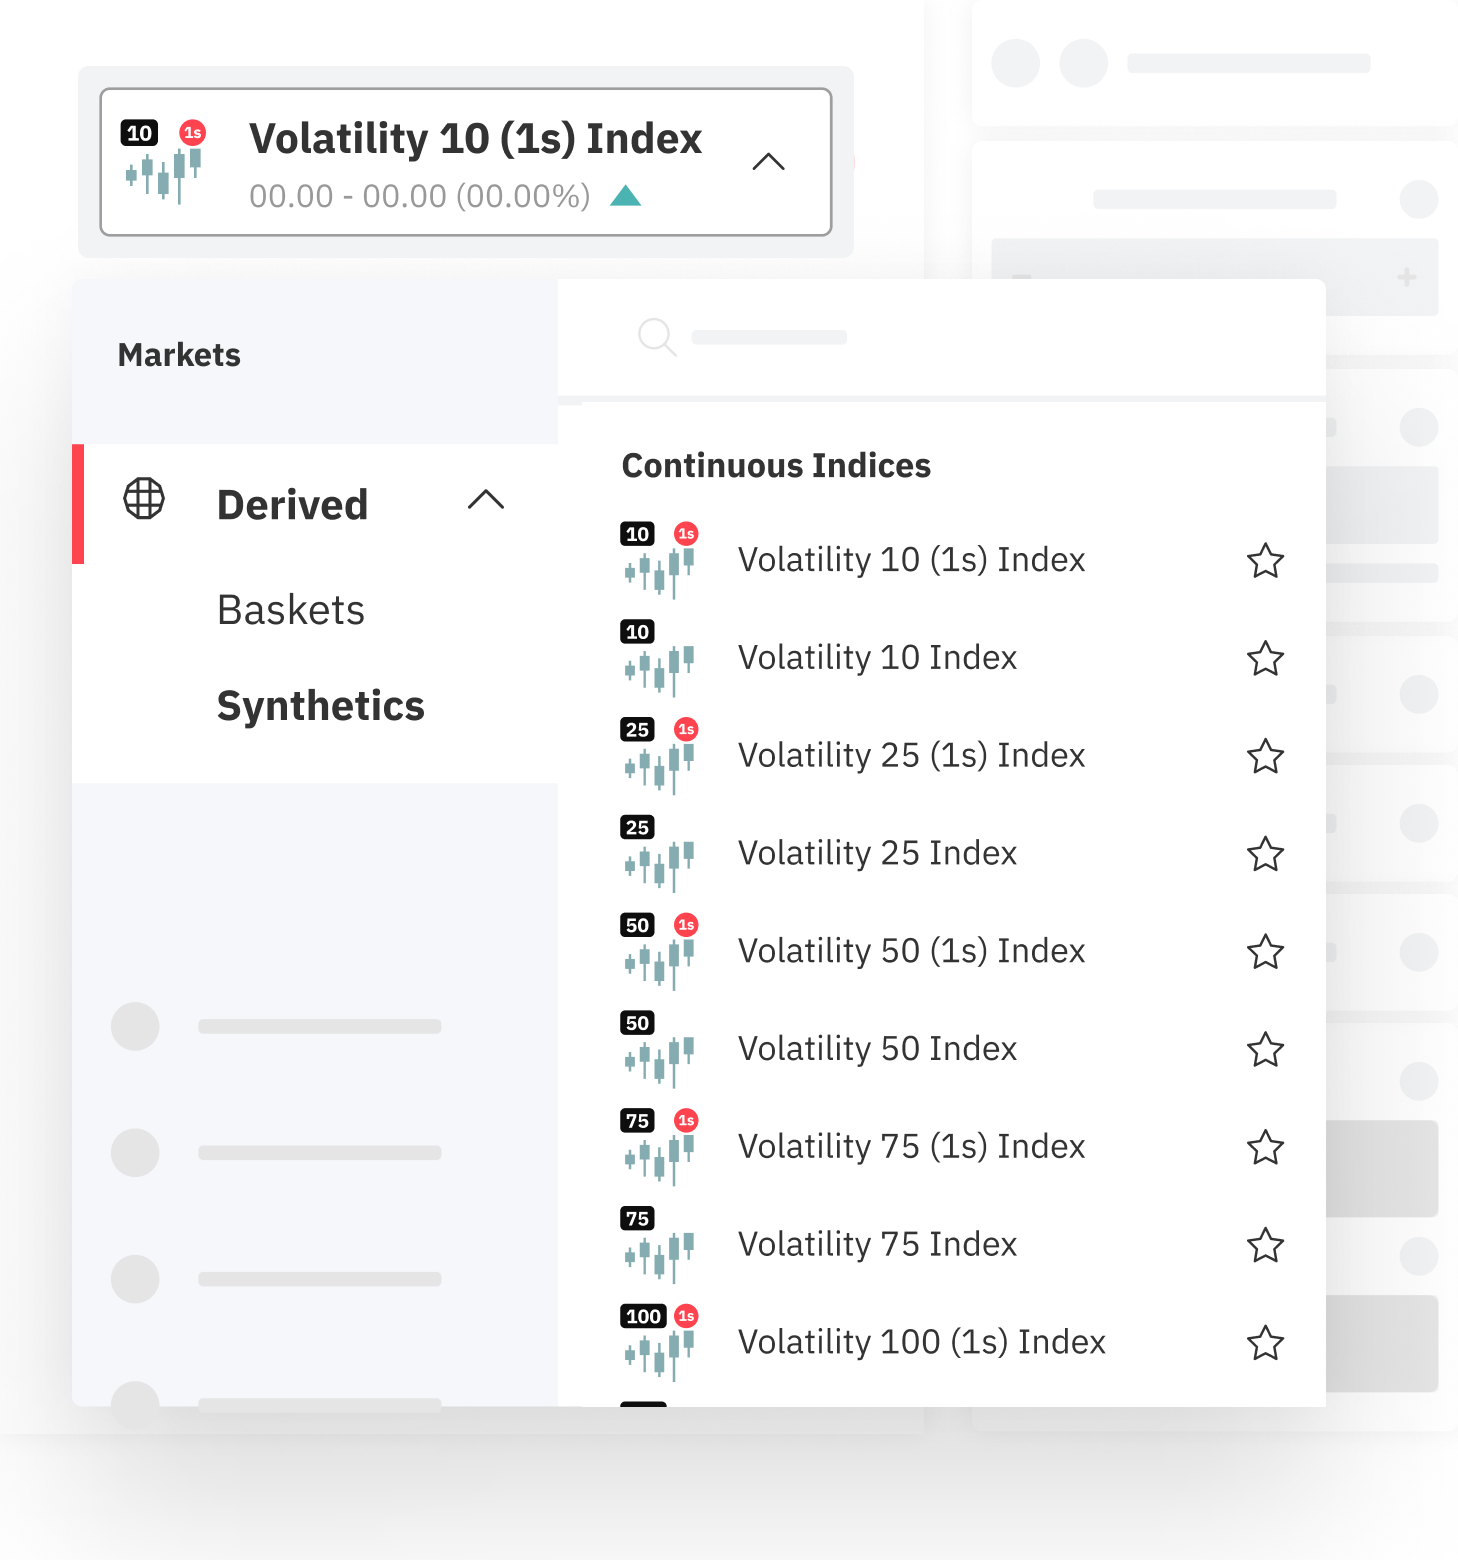 10 1s
Volatility 10 (1s) Index
00.00 - 00.00 (00.00%)
Markets
Derived
Baskets
Synthetics
Continuous Indices
10 1s
Volatility 10 (1s) Index
10
Volatility 10 Index
25 1s
Volatility 25 (1s) Index
25
Volatility 25 Index
50 1s
Volatility 50 (1s) Index
50
Volatility 50 Index
75 1s
Volatility 75 (1s) Index
75
Volatility 75 Index
100 1s
Volatility 100 (1s) Index